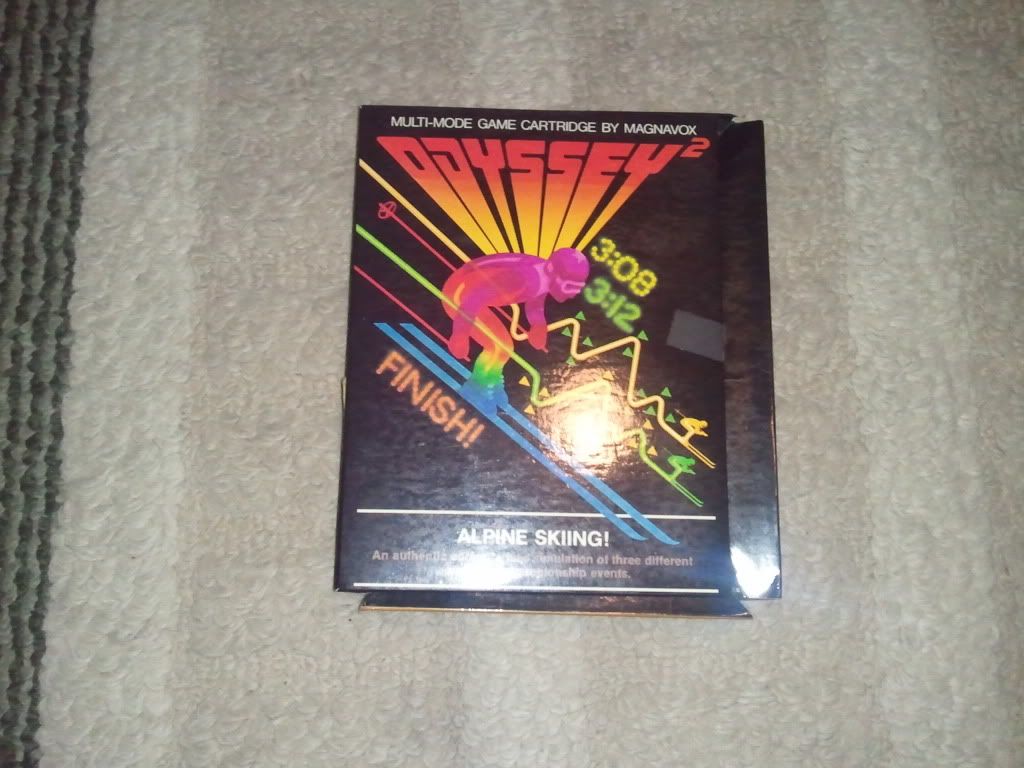 MULTI-MODE GAME CARTRIDGE BY MAGNAVOX
ODYSSEY²
3:08
3:12
FINISH!
ALPINE SKIING!
An authentic simulation of three different
championship events.